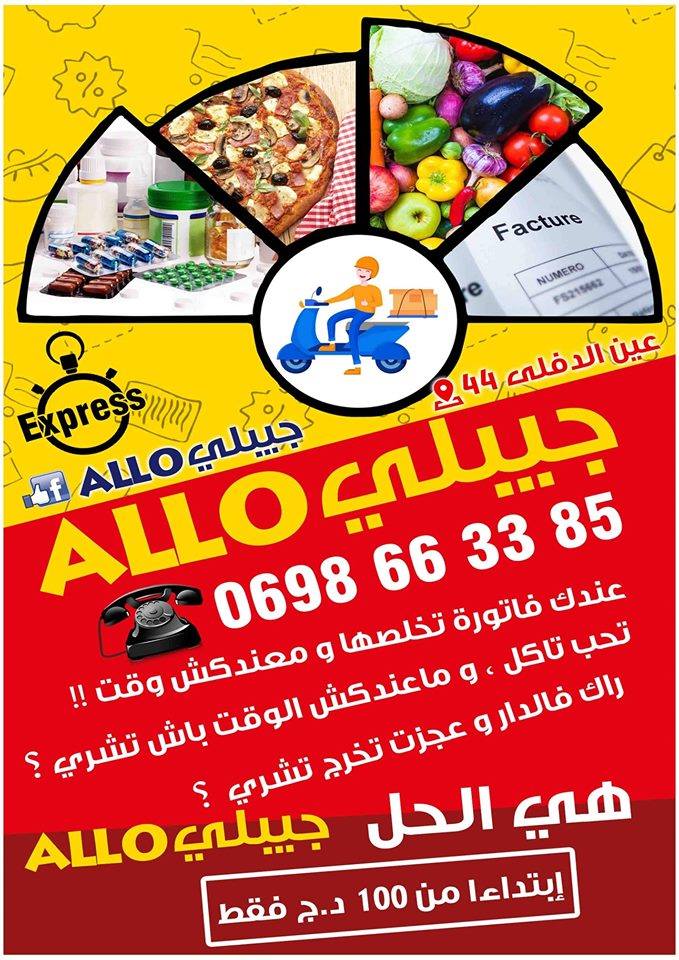 Facture
NUMERO
FS215662
عين الدفلى 44
Express
ALLO جيبلي
ALLO جيبلي
0698 66 33 85
عندك فاتورة تخلصها و معندكش وقت !!
تحب تاكل ، و ماعندكش الوقت باش تشري ؟
راك فالدار و عجزت تخرج تشري ؟
ALLO جيبلي هي الحل
إبتداءا من 100 د.ج فقط